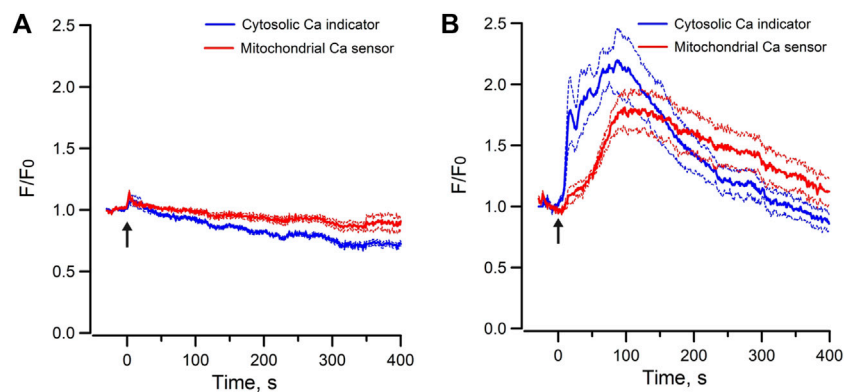 A
Cytosolic Ca indicator
Mitochondrial Ca sensor
2.5
2.0
1.5
1.0
0.5
0.0
F/F0
0
100
200
300
400
Time, s
B
Cytosolic Ca indicator
Mitochondrial Ca sensor
2.5
2.0
1.5
1.0
0.5
0.0
F/F0
0
100
200
300
400
Time, s